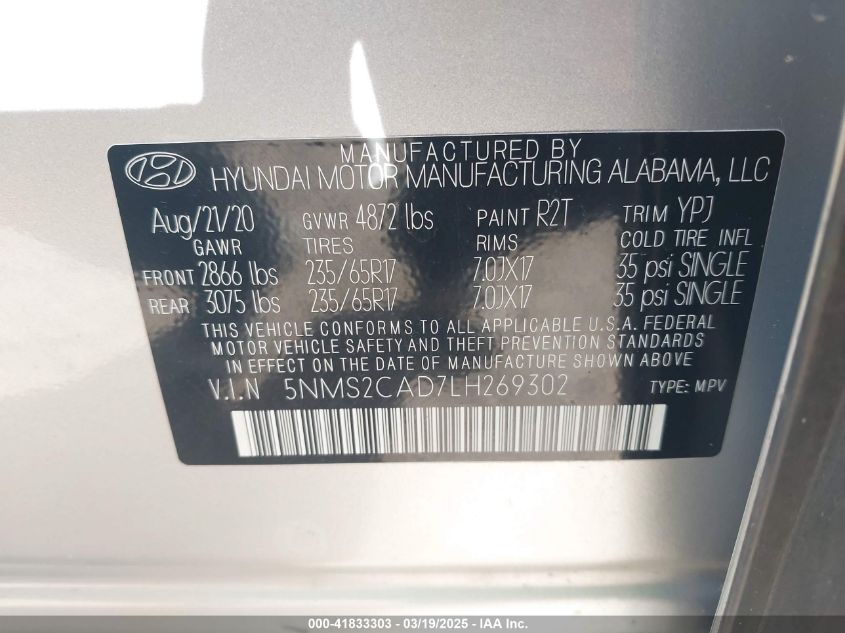 MANUFACTURED BY
HYUNDAI MOTOR MANUFACTURING ALABAMA, LLC
Aug/21/20 GVWR 4872 lbs PAINT R2T TRIM YPJ
GAWR TIRES RIMS COLD TIRE INFL
FRONT 2866 lbs 235/65R17 7.0JX17 35 psi SINGLE
REAR 3075 lbs 235/65R17 7.0JX17 35 psi SINGLE
THIS VEHICLE CONFORMS TO ALL APPLICABLE U.S.A. FEDERAL
MOTOR VEHICLE SAFETY AND THEFT PREVENTION STANDARDS
IN EFFECT ON THE DATE OF MANUFACTURE SHOWN ABOVE.
V.I.N 5NMS2CAD7LH269302 TYPE: MPV
000-41833303 — 03/19/2025 — IAA Inc.